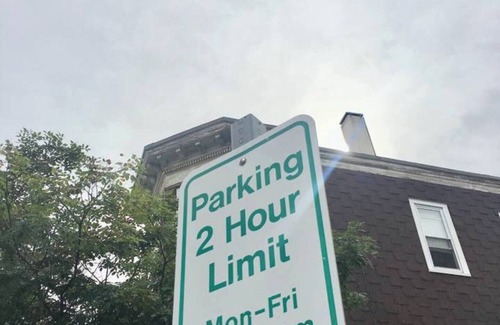 Parking
2 Hour
Limit
Mon-Fri